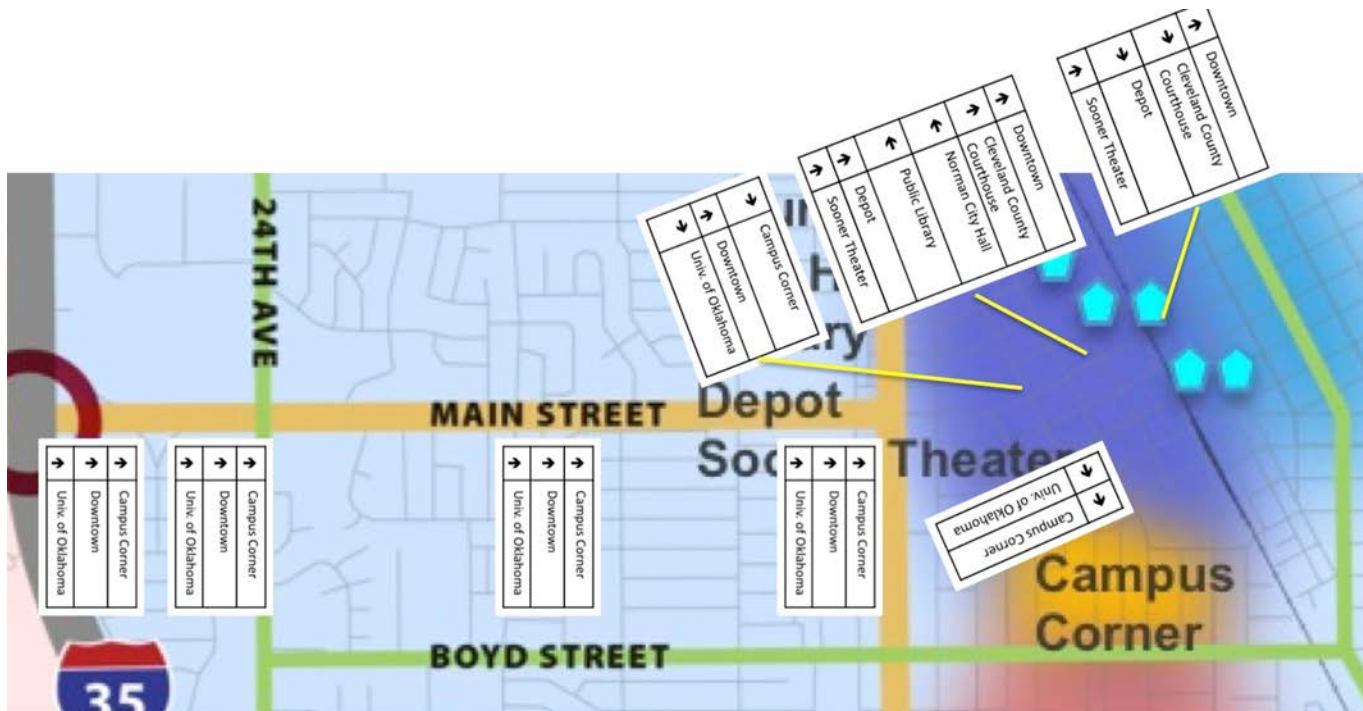 Downtown
Cleveland County
Courthouse
Depot
Sooner Theater
Downtown
Cleveland County
Courthouse
Norman City Hall
Public Library
Depot
Sooner Theater
Campus Corner
Downtown
Univ. of Oklahoma
24TH AVE
Depot
MAIN STREET
Theater
Campus Corner
Downtown
Univ. of Oklahoma
Campus Corner
Downtown
Univ. of Oklahoma
Campus Corner
Downtown
Univ. of Oklahoma
Campus Corner
Downtown
Univ. of Oklahoma
Univ. of Oklahoma
Campus Corner
Campus
Corner
BOYD STREET
35